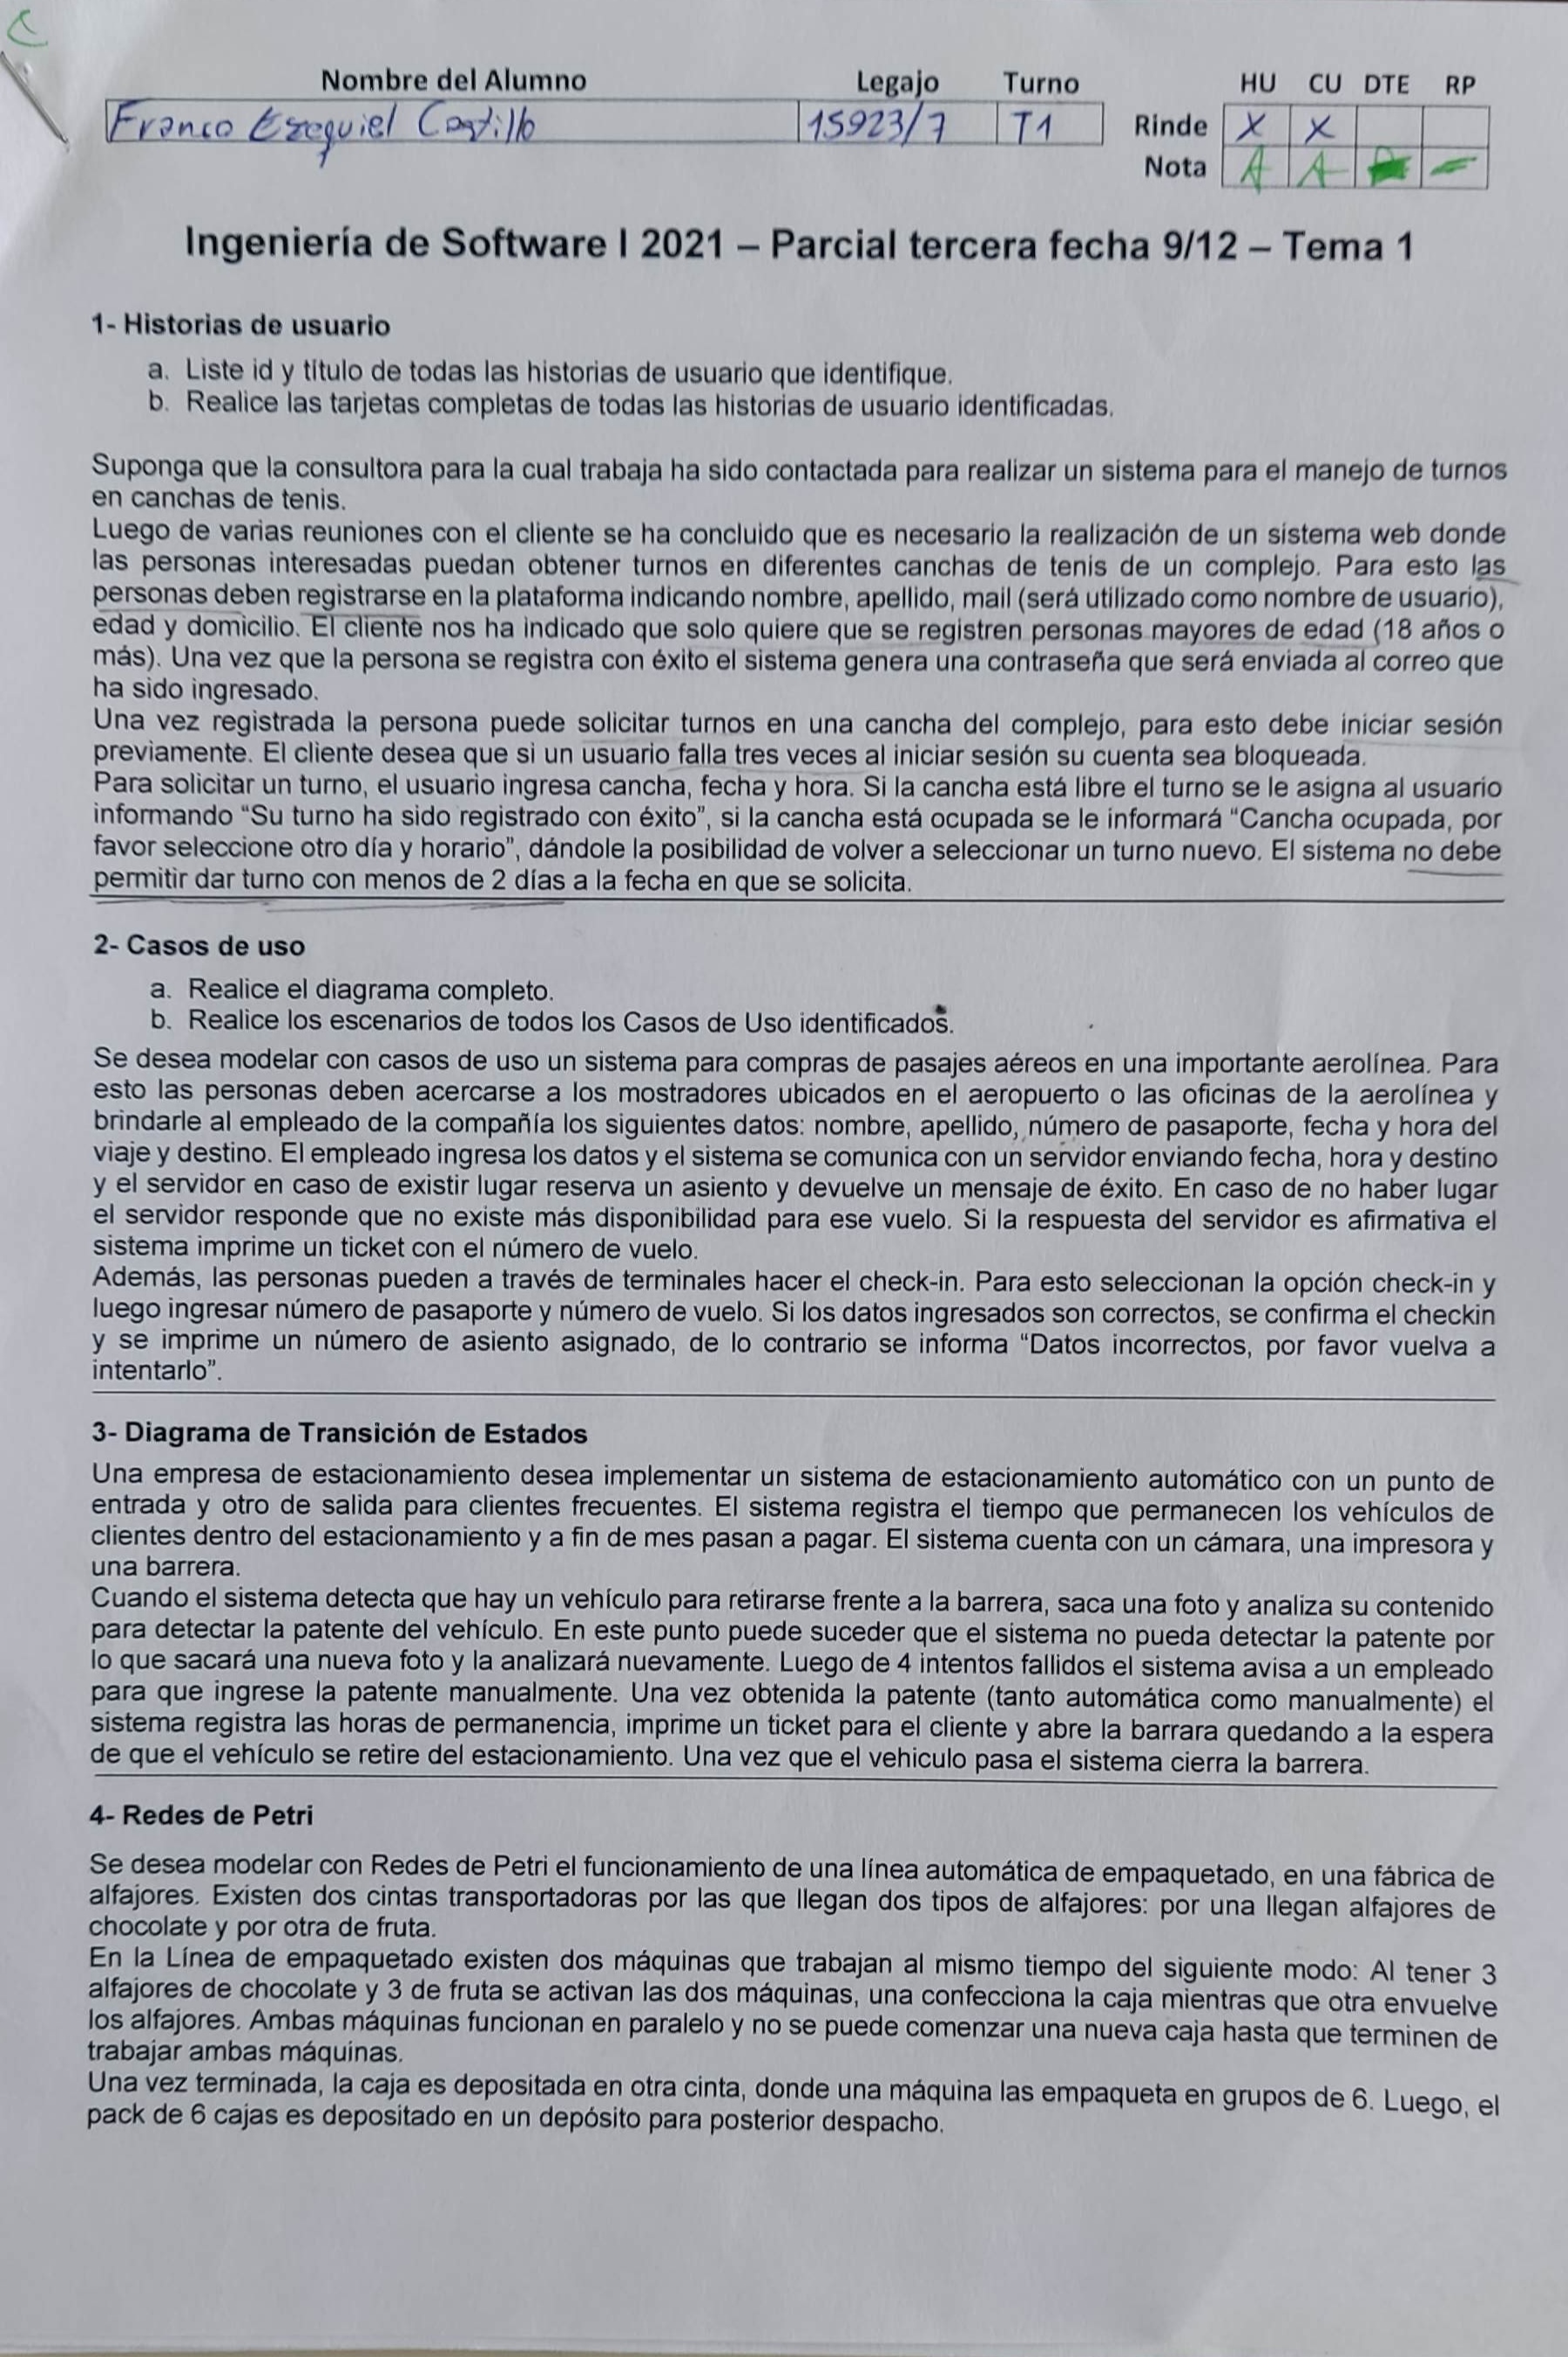 Nombre del Alumno Legajo Turno HU CU DTE RP
Franco Ezequiel Castillo 15923/7 T1 Rinde X X
Nota A A - -
Ingeniería de Software I 2021 – Parcial tercera fecha 9/12 – Tema 1
1- Historias de usuario
a. Liste id y título de todas las historias de usuario que identifique.
b. Realice las tarjetas completas de todas las historias de usuario identificadas.
Suponga que la consultora para la cual trabaja ha sido contactada para realizar un sistema para el manejo de turnos
en canchas de tenis.
Luego de varias reuniones con el cliente se ha concluido que es necesario la realización de un sistema web donde
las personas interesadas puedan obtener turnos en diferentes canchas de tenis de un complejo. Para esto las
personas deben registrarse en la plataforma indicando nombre, apellido, mail (será utilizado como nombre de usuario),
edad y domicilio. El cliente nos ha indicado que solo quiere que se registren personas mayores de edad (18 años o
más). Una vez que la persona se registra con éxito el sistema genera una contraseña que será enviada al correo que
ha sido ingresado.
Una vez registrada la persona puede solicitar turnos en una cancha del complejo, para esto debe iniciar sesión
previamente. El cliente desea que si un usuario falla tres veces al iniciar sesión su cuenta sea bloqueada.
Para solicitar un turno, el usuario ingresa cancha, fecha y hora. Si la cancha está libre el turno se le asigna al usuario
informando “Su turno ha sido registrado con éxito”, si la cancha está ocupada se le informará “Cancha ocupada, por
favor seleccione otro día y horario”, dándole la posibilidad de volver a seleccionar un turno nuevo. El sistema no debe
permitir dar turno con menos de 2 días a la fecha en que se solicita.
2- Casos de uso
a. Realice el diagrama completo.
b. Realice los escenarios de todos los Casos de Uso identificados.
Se desea modelar con casos de uso un sistema para compras de pasajes aéreos en una importante aerolínea. Para
esto las personas deben acercarse a los mostradores ubicados en el aeropuerto o las oficinas de la aerolínea y
brindarle al empleado de la compañía los siguientes datos: nombre, apellido, número de pasaporte, fecha y hora del
viaje y destino. El empleado ingresa los datos y el sistema se comunica con un servidor enviando fecha, hora y destino
y el servidor en caso de existir lugar reserva un asiento y devuelve un mensaje de éxito. En caso de no haber lugar
el servidor responde que no existe más disponibilidad para ese vuelo. Si la respuesta del servidor es afirmativa el
sistema imprime un ticket con el número de vuelo.
Además, las personas pueden a través de terminales hacer el check-in. Para esto seleccionan la opción check-in y
luego ingresar número de pasaporte y número de vuelo. Si los datos ingresados son correctos, se confirma el checkin
y se imprime un número de asiento asignado, de lo contrario se informa “Datos incorrectos, por favor vuelva a
intentarlo”.
3- Diagrama de Transición de Estados
Una empresa de estacionamiento desea implementar un sistema de estacionamiento automático con un punto de
entrada y otro de salida para clientes frecuentes. El sistema registra el tiempo que permanecen los vehículos de
clientes dentro del estacionamiento y a fin de mes pasan a pagar. El sistema cuenta con un cámara, una impresora y
una barrera.
Cuando el sistema detecta que hay un vehículo para retirarse frente a la barrera, saca una foto y analiza su contenido
para detectar la patente del vehículo. En este punto puede suceder que el sistema no pueda detectar la patente por
lo que sacará una nueva foto y la analizará nuevamente. Luego de 4 intentos fallidos el sistema avisa a un empleado
para que ingrese la patente manualmente. Una vez obtenida la patente (tanto automática como manualmente) el
sistema registra las horas de permanencia, imprime un ticket para el cliente y abre la barrara quedando a la espera
de que el vehículo se retire del estacionamiento. Una vez que el vehiculo pasa el sistema cierra la barrera.
4- Redes de Petri
Se desea modelar con Redes de Petri el funcionamiento de una línea automática de empaquetado, en una fábrica de
alfajores. Existen dos cintas transportadoras por las que llegan dos tipos de alfajores: por una llegan alfajores de
chocolate y por otra de fruta.
En la Línea de empaquetado existen dos máquinas que trabajan al mismo tiempo del siguiente modo: Al tener 3
alfajores de chocolate y 3 de fruta se activan las dos máquinas, una confecciona la caja mientras que otra envuelve
los alfajores. Ambas máquinas funcionan en paralelo y no se puede comenzar una nueva caja hasta que terminen de
trabajar ambas máquinas.
Una vez terminada, la caja es depositada en otra cinta, donde una máquina las empaqueta en grupos de 6. Luego, el
pack de 6 cajas es depositado en un depósito para posterior despacho.